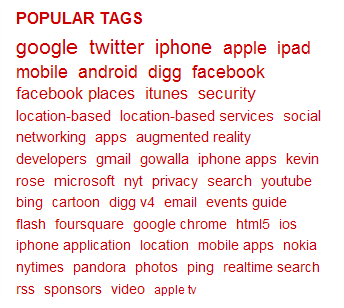 POPULAR TAGS
google twitter iphone apple ipad
mobile android digg facebook
facebook places itunes security
location-based location-based services social
networking apps augmented reality
developers gmail gowalla iphone apps kevin
rose microsoft nyt privacy search youtube
bing cartoon digg v4 email events guide
flash foursquare google chrome html5 ios
iphone application location mobile apps nokia
nytimes pandora photos ping realtime search
rss sponsors video apple tv